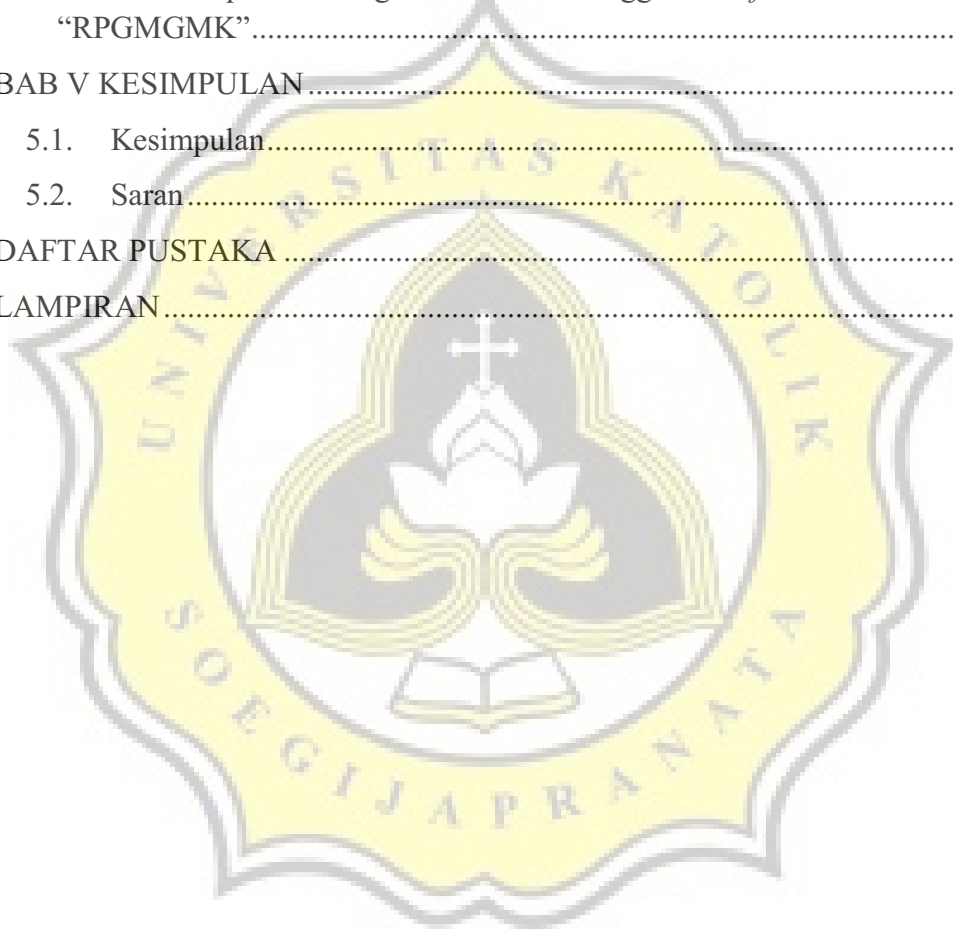 “RPGMGMK”........................................................................................
BAB V KESIMPULAN........................................................................................
5.1. Kesimpulan........................................................................................
5.2. Saran........................................................................................
DAFTAR PUSTAKA........................................................................................
LAMPIRAN........................................................................................
UNIVERSITAS KATOLIK
SOEGIJAPRANATA